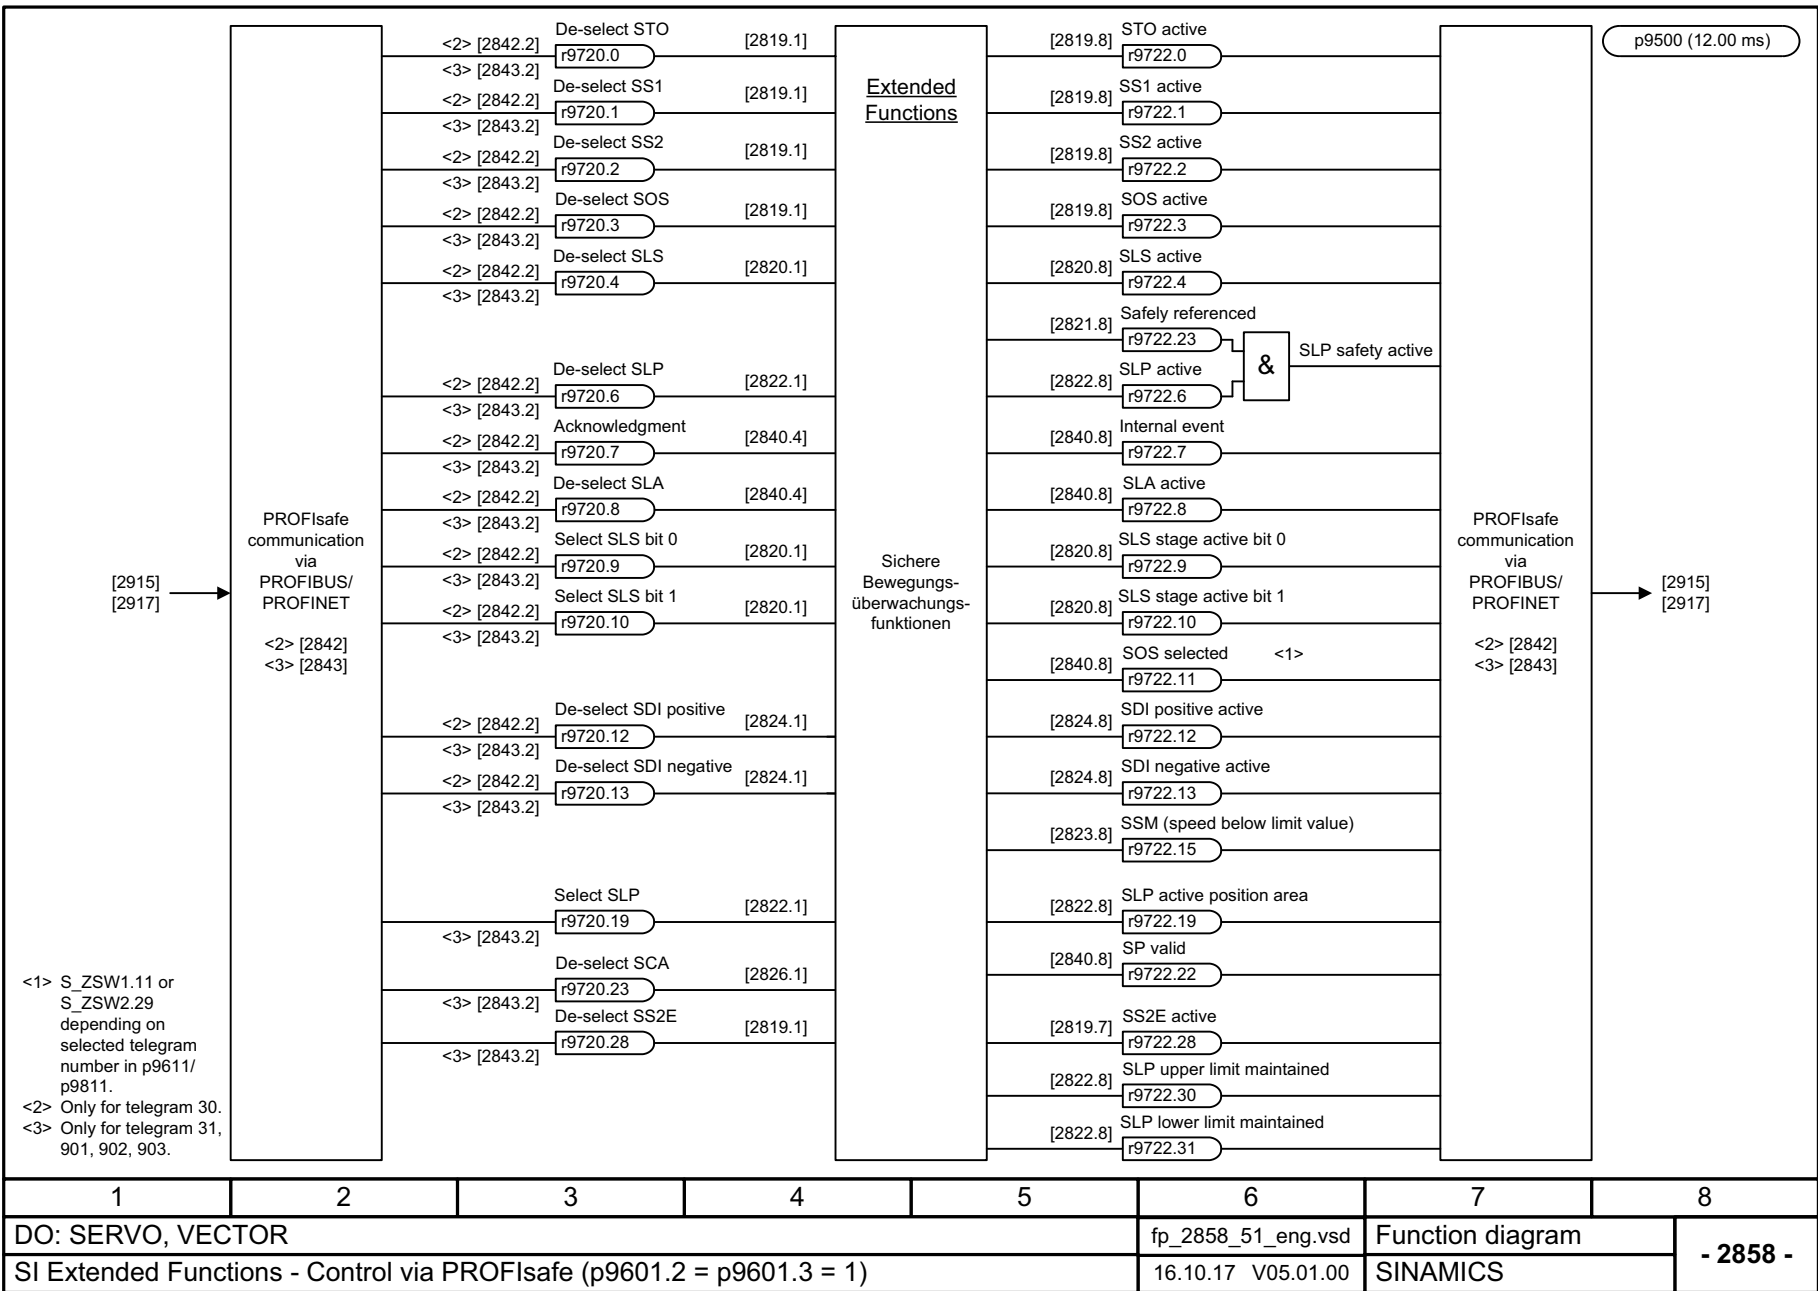 [2915]
[2917]
<1> S_ZSW1.11 or
S_ZSW2.29
depending on
selected telegram
number in p9611/
p9811.
<2> Only for telegram 30.
<3> Only for telegram 31,
901, 902, 903.
PROFIsafe
communication
via
PROFIBUS/
PROFINET
<2> [2842]
<3> [2843]
De-select STO
<2> [2842.2] r9720.0 [2819.1]
<3> [2843.2]
De-select SS1
<2> [2842.2] r9720.1 [2819.1]
<3> [2843.2]
De-select SS2
<2> [2842.2] r9720.2 [2819.1]
<3> [2843.2]
De-select SOS
<2> [2842.2] r9720.3 [2819.1]
<3> [2843.2]
De-select SLS
<2> [2842.2] r9720.4 [2820.1]
<3> [2843.2]
De-select SLP
<2> [2842.2] r9720.6 [2822.1]
<3> [2843.2]
Acknowledgment
<2> [2842.2] r9720.7 [2840.4]
<3> [2843.2]
De-select SLA
<2> [2842.2] r9720.8 [2840.4]
<3> [2843.2]
Select SLS bit 0
<2> [2842.2] r9720.9 [2820.1]
<3> [2843.2]
Select SLS bit 1
<2> [2842.2] r9720.10 [2820.1]
<3> [2843.2]
De-select SDI positive
<2> [2842.2] r9720.12 [2824.1]
<3> [2843.2]
De-select SDI negative
<2> [2842.2] r9720.13 [2824.1]
<3> [2843.2]
Select SLP
r9720.19 [2822.1]
<3> [2843.2]
De-select SCA
r9720.23 [2826.1]
<3> [2843.2]
De-select SS2E
r9720.28 [2819.1]
<3> [2843.2]
Extended
Functions
Sichere
Bewegungs-
überwachungs-
funktionen
STO active
[2819.8] r9722.0
SS1 active
[2819.8] r9722.1
SS2 active
[2819.8] r9722.2
SOS active
[2819.8] r9722.3
SLS active
[2820.8] r9722.4
Safely referenced
[2821.8] r9722.23
& SLP safety active
SLP active
[2822.8] r9722.6
Internal event
[2840.8] r9722.7
SLA active
[2840.8] r9722.8
SLS stage active bit 0
[2820.8] r9722.9
SLS stage active bit 1
[2820.8] r9722.10
SOS selected <1>
[2840.8] r9722.11
SDI positive active
[2824.8] r9722.12
SDI negative active
[2824.8] r9722.13
SSM (speed below limit value)
[2823.8] r9722.15
SLP active position area
[2822.8] r9722.19
SP valid
[2840.8] r9722.22
SS2E active
[2819.7] r9722.28
SLP upper limit maintained
[2822.8] r9722.30
SLP lower limit maintained
[2822.8] r9722.31
PROFIsafe
communication
via
PROFIBUS/
PROFINET
<2> [2842]
<3> [2843]
p9500 (12.00 ms)
[2915]
[2917]
1 2 3 4 5 6 7 8
DO: SERVO, VECTOR fp_2858_51_eng.vsd Function diagram
- 2858 -
SI Extended Functions - Control via PROFIsafe (p9601.2 = p9601.3 = 1) 16.10.17 V05.01.00 SINAMICS